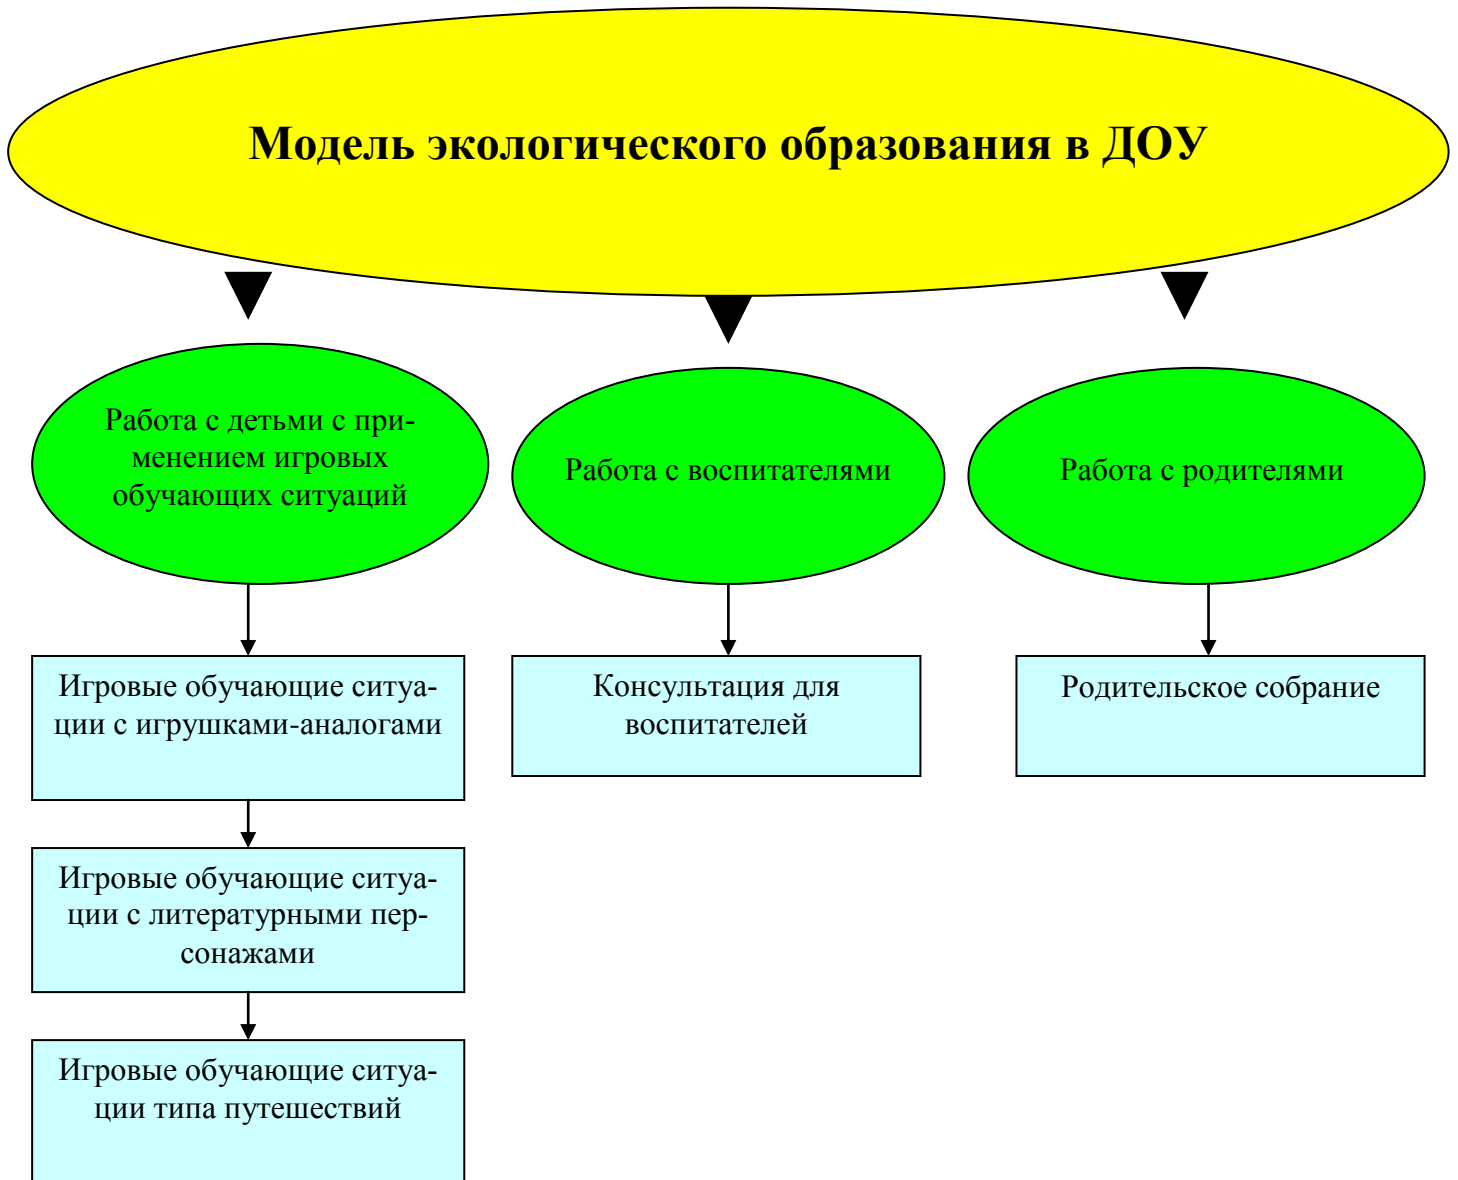 Модель экологического образования в ДОУ
Работа с детьми с при-
менением игровых
обучающих ситуаций
Работа с воспитателями
Работа с родителями
Игровые обучающие ситуа-
ции с игрушками-аналогами
Консультация для
воспитателей
Родительское собрание
Игровые обучающие ситуа-
ции с литературными пер-
сонажами
Игровые обучающие ситуа-
ции типа путешествий